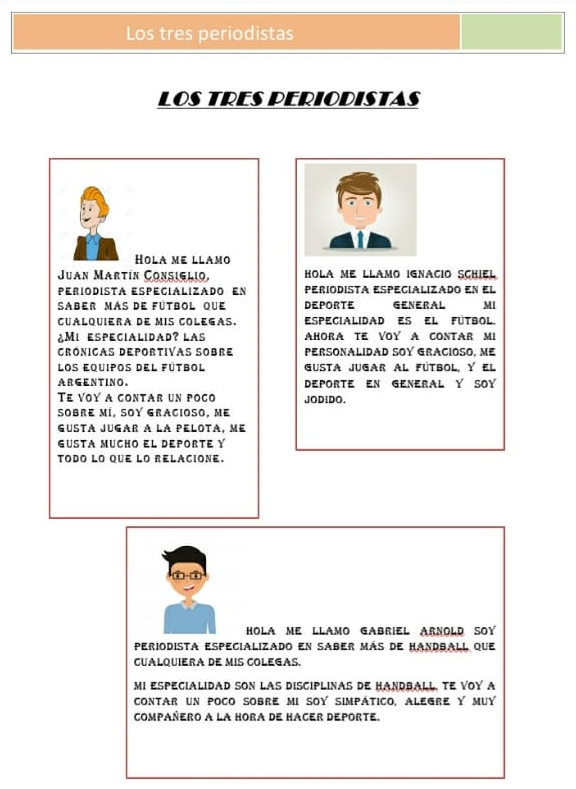 Los tres periodistas
LOS TRES PERIODISTAS
HOLA ME LLAMO
JUAN MARTÍN CONSIGLIO,
PERIODISTA ESPECIALIZADO EN
SABER MÁS DE FÚTBOL QUE
CUALQUIERA DE MIS COLEGAS.
¿MI ESPECIALIDAD? LAS
CRÓNICAS DEPORTIVAS SOBRE
LOS EQUIPOS DEL FÚTBOL
ARGENTINO.
TE VOY A CONTAR UN POCO
SOBRE MÍ, SOY GRACIOSO, ME
GUSTA JUGAR A LA PELOTA, ME
GUSTA MUCHO EL DEPORTE Y
TODO LO QUE LO RELACIONE.
HOLA ME LLAMO IGNACIO SCHIEL
PERIODISTA ESPECIALIZADO EN EL
DEPORTE GENERAL MI
ESPECIALIDAD ES EL FÚTBOL.
AHORA TE VOY A CONTAR MI
PERSONALIDAD SOY GRACIOSO, ME
GUSTA JUGAR AL FÚTBOL, Y EL
DEPORTE EN GENERAL Y SOY
JODIDO.
HOLA ME LLAMO GABRIEL ARNOLD SOY
PERIODISTA ESPECIALIZADO EN SABER MÁS DE HANDBALL QUE
CUALQUIERA DE MIS COLEGAS.
MI ESPECIALIDAD SON LAS DISCIPLINAS DE HANDBALL. TE VOY A
CONTAR UN POCO SOBRE MI SOY SIMPÁTICO, ALEGRE Y MUY
COMPAÑERO A LA HORA DE HACER DEPORTE.